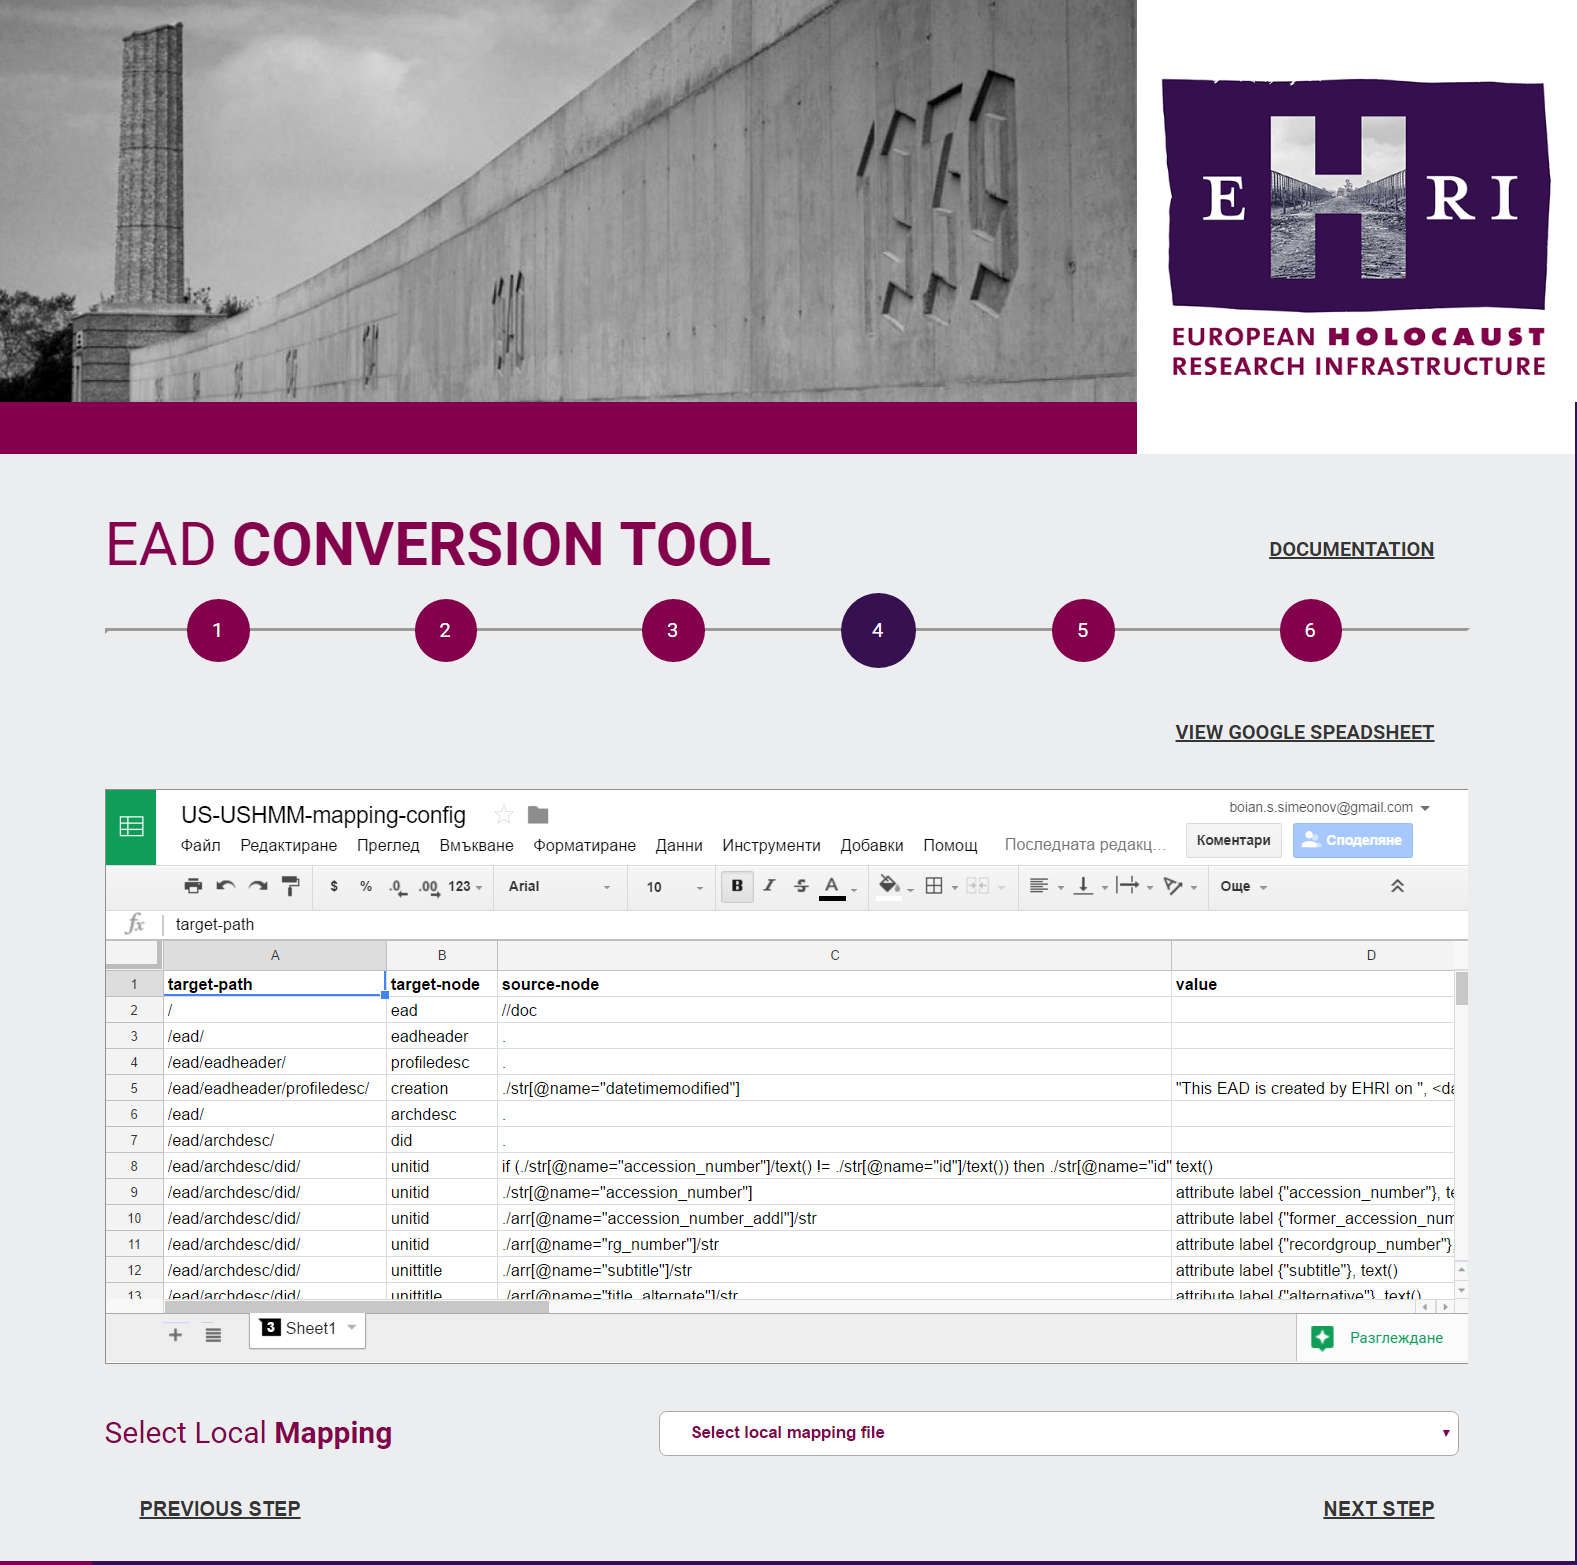 1939
1940
E H RI
EUROPEAN HOLOCAUST
RESEARCH INFRASTRUCTURE
EAD CONVERSION TOOL
DOCUMENTATION
1 2 3 4 5 6
VIEW GOOGLE SPEADSHEET
US-USHMM-mapping-config
boian.s.simeonov@gmail.com
Файл Редактиране Преглед Вмъкване Форматиране Данни Инструменти Добавки Помощ Последната редакц...
Коментари Споделяне
$ % .0 .00 123 Arial 10 B I S A Още
fx target-path
A B C D
1 target-path target-node source-node value
2 / ead //doc
3 /ead/ eadheader .
4 /ead/eadheader/ profiledesc .
5 /ead/eadheader/profiledesc/ creation ./str[@name="datetimemodified"] "This EAD is created by EHRI on ", <da
6 /ead/ archdesc .
7 /ead/archdesc/ did .
8 /ead/archdesc/did/ unitid if (./str[@name="accession_number"]/text() != ./str[@name="id"]/text()) then ./str[@name="id" text()
9 /ead/archdesc/did/ unitid ./str[@name="accession_number"] attribute label {"accession_number"}, te
10 /ead/archdesc/did/ unitid ./arr[@name="accession_number_addl"]/str attribute label {"former_accession_num
11 /ead/archdesc/did/ unitid ./arr[@name="rg_number"]/str attribute label {"recordgroup_number"},
12 /ead/archdesc/did/ unittitle ./arr[@name="subtitle"]/str attribute label {"subtitle"}, text()
13 /ead/archdesc/did/ unittitle ./arr[@name="title_alternate"]/str attribute label {"alternative"}, text()
+ 3 Sheet1
Разглеждане
Select Local Mapping
Select local mapping file
PREVIOUS STEP
NEXT STEP